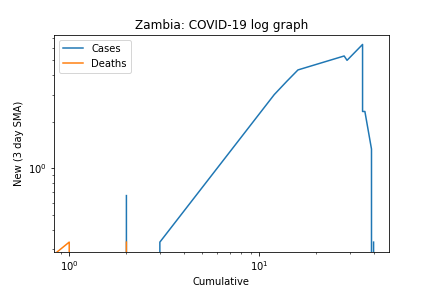 Zambia: COVID-19 log graph
Cases
Deaths
New (3 day SMA)
10⁰
10⁰
10¹
Cumulative